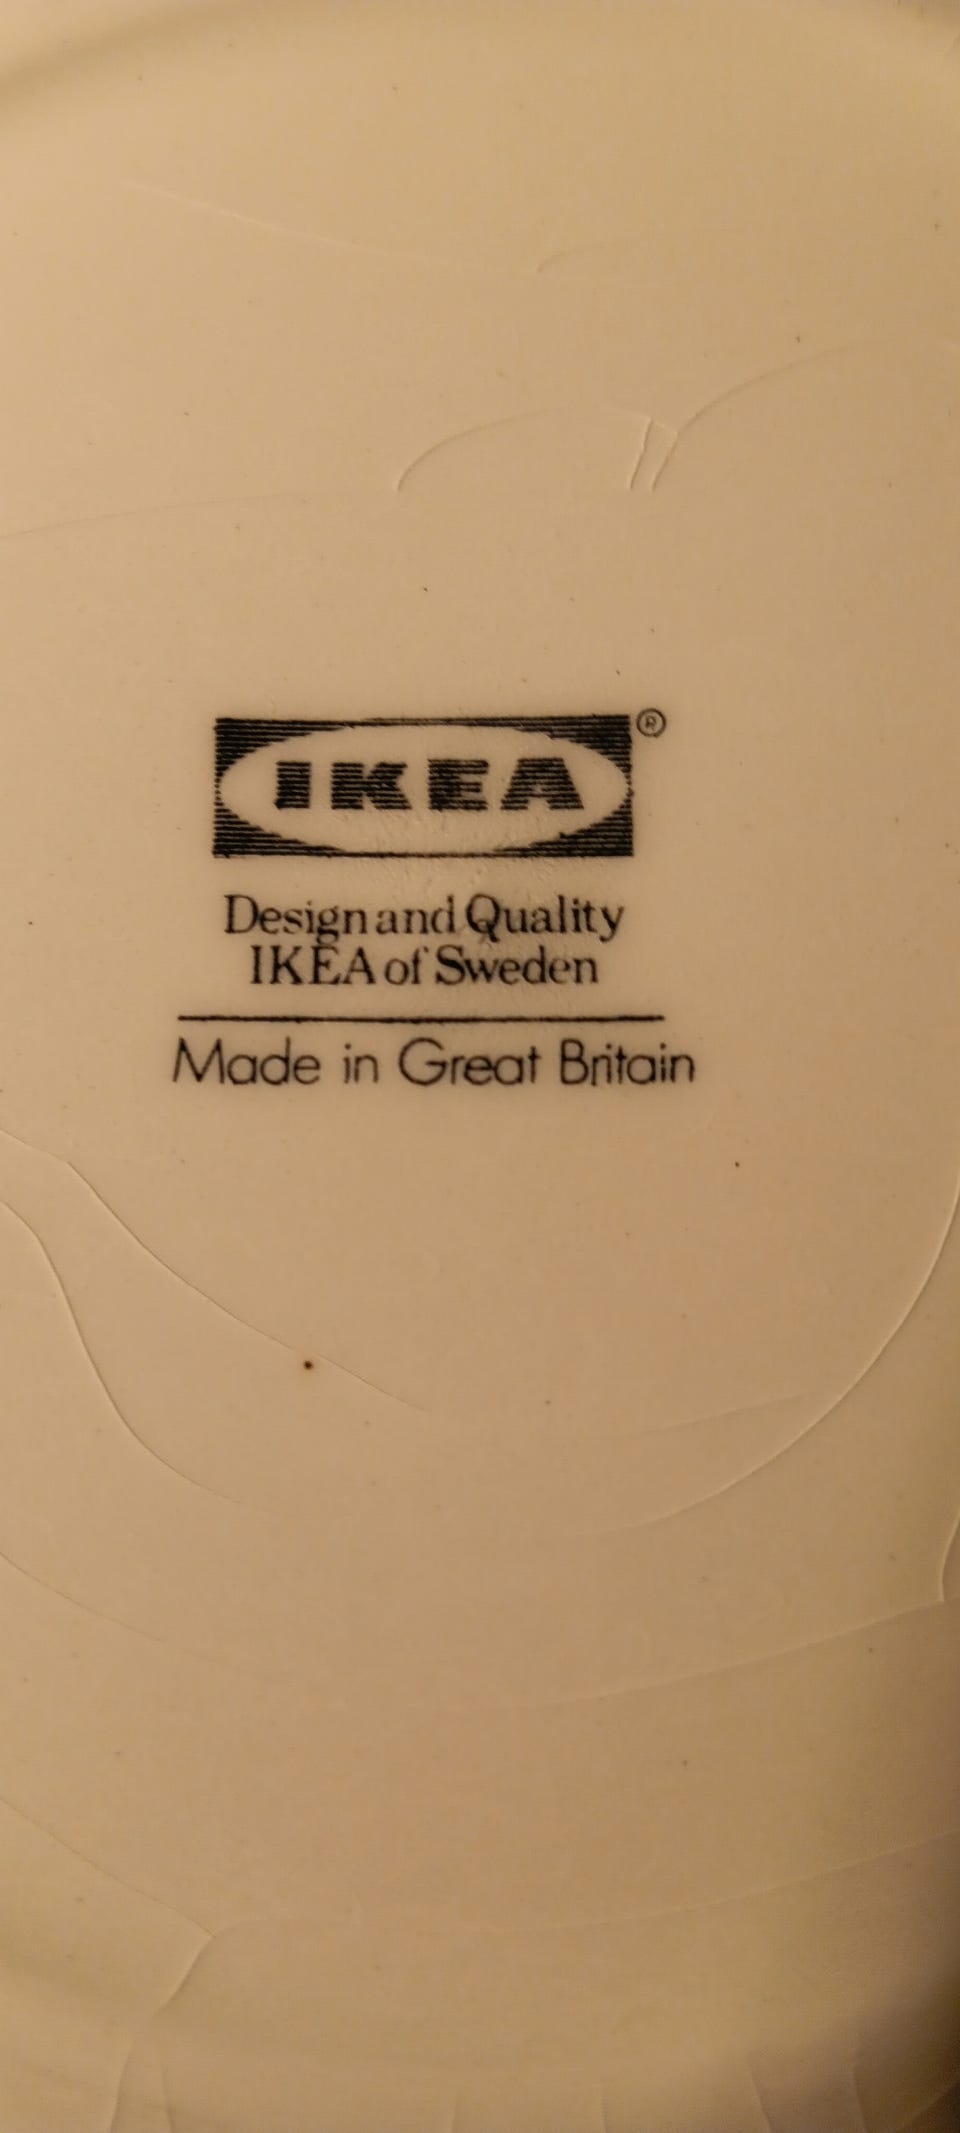 IKEA®
Design and Quality
IKEA of Sweden
Made in Great Britain